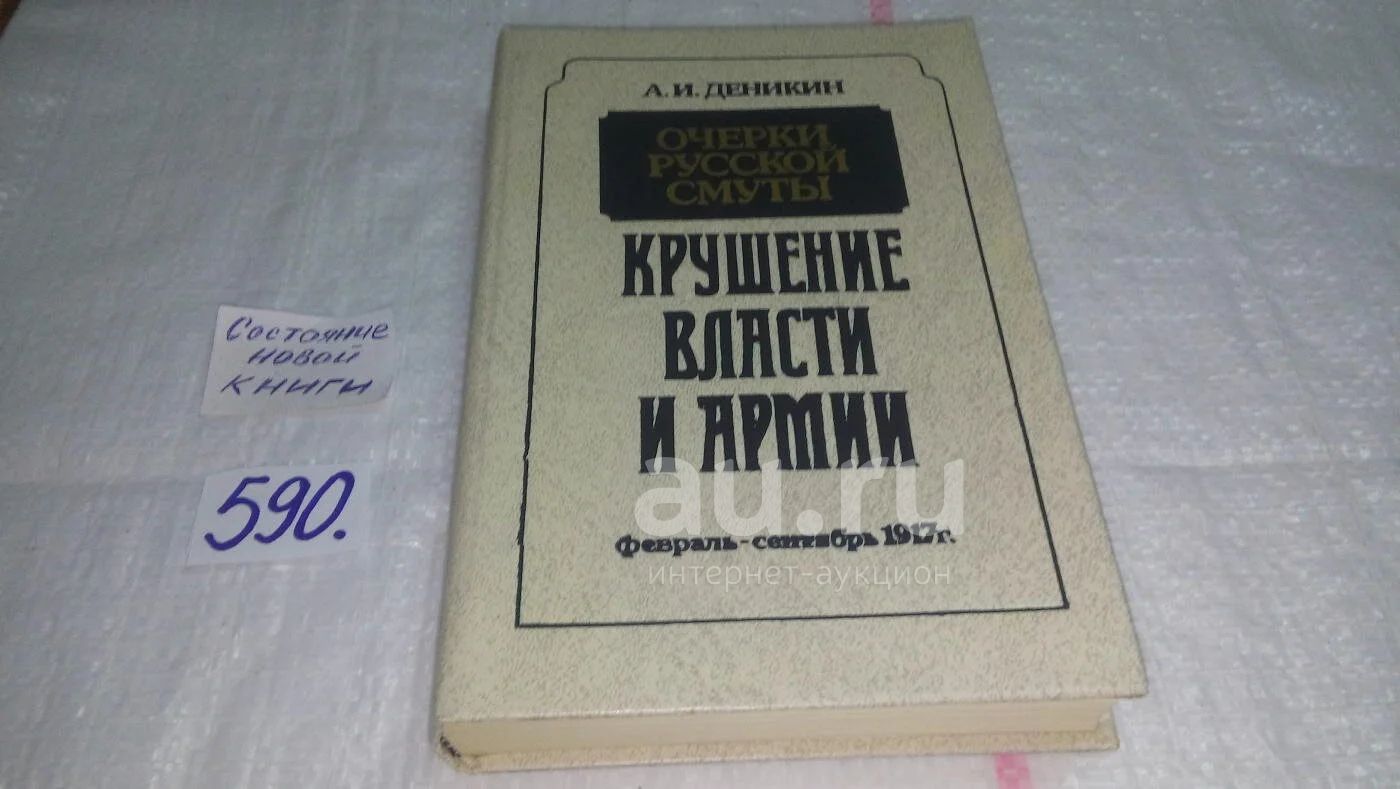 А. И. ДЕНИКИН
ОЧЕРКИ
РУССКОЙ
СМУТЫ
КРУШЕНИЕ
ВЛАСТИ
И АРМИИ
Февраль-сентябрь 1917 г.
Состояние
новой
книги
590.
au.ru
интернет-аукцион